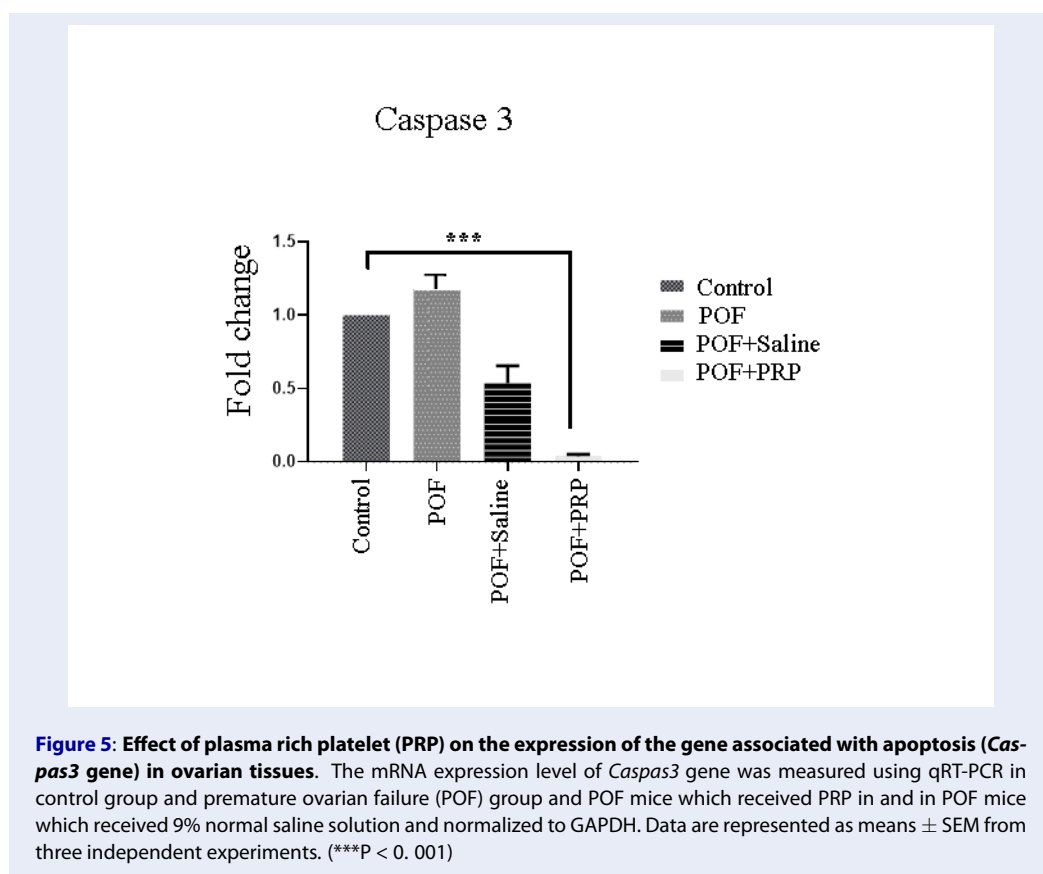 Caspase 3
Fold change
1.5
***
1.0
0.5
0.0
Control
POF
POF+Saline
POF+PRP
Control
POF
POF+Saline
POF+PRP
Figure 5: Effect of plasma rich platelet (PRP) on the expression of the gene associated with apoptosis (Cas-
pas3 gene) in ovarian tissues. The mRNA expression level of Caspas3 gene was measured using qRT-PCR in
control group and premature ovarian failure (POF) group and POF mice which received PRP in and in POF mice
which received 9% normal saline solution and normalized to GAPDH. Data are represented as means ± SEM from
three independent experiments. (***P < 0. 001)